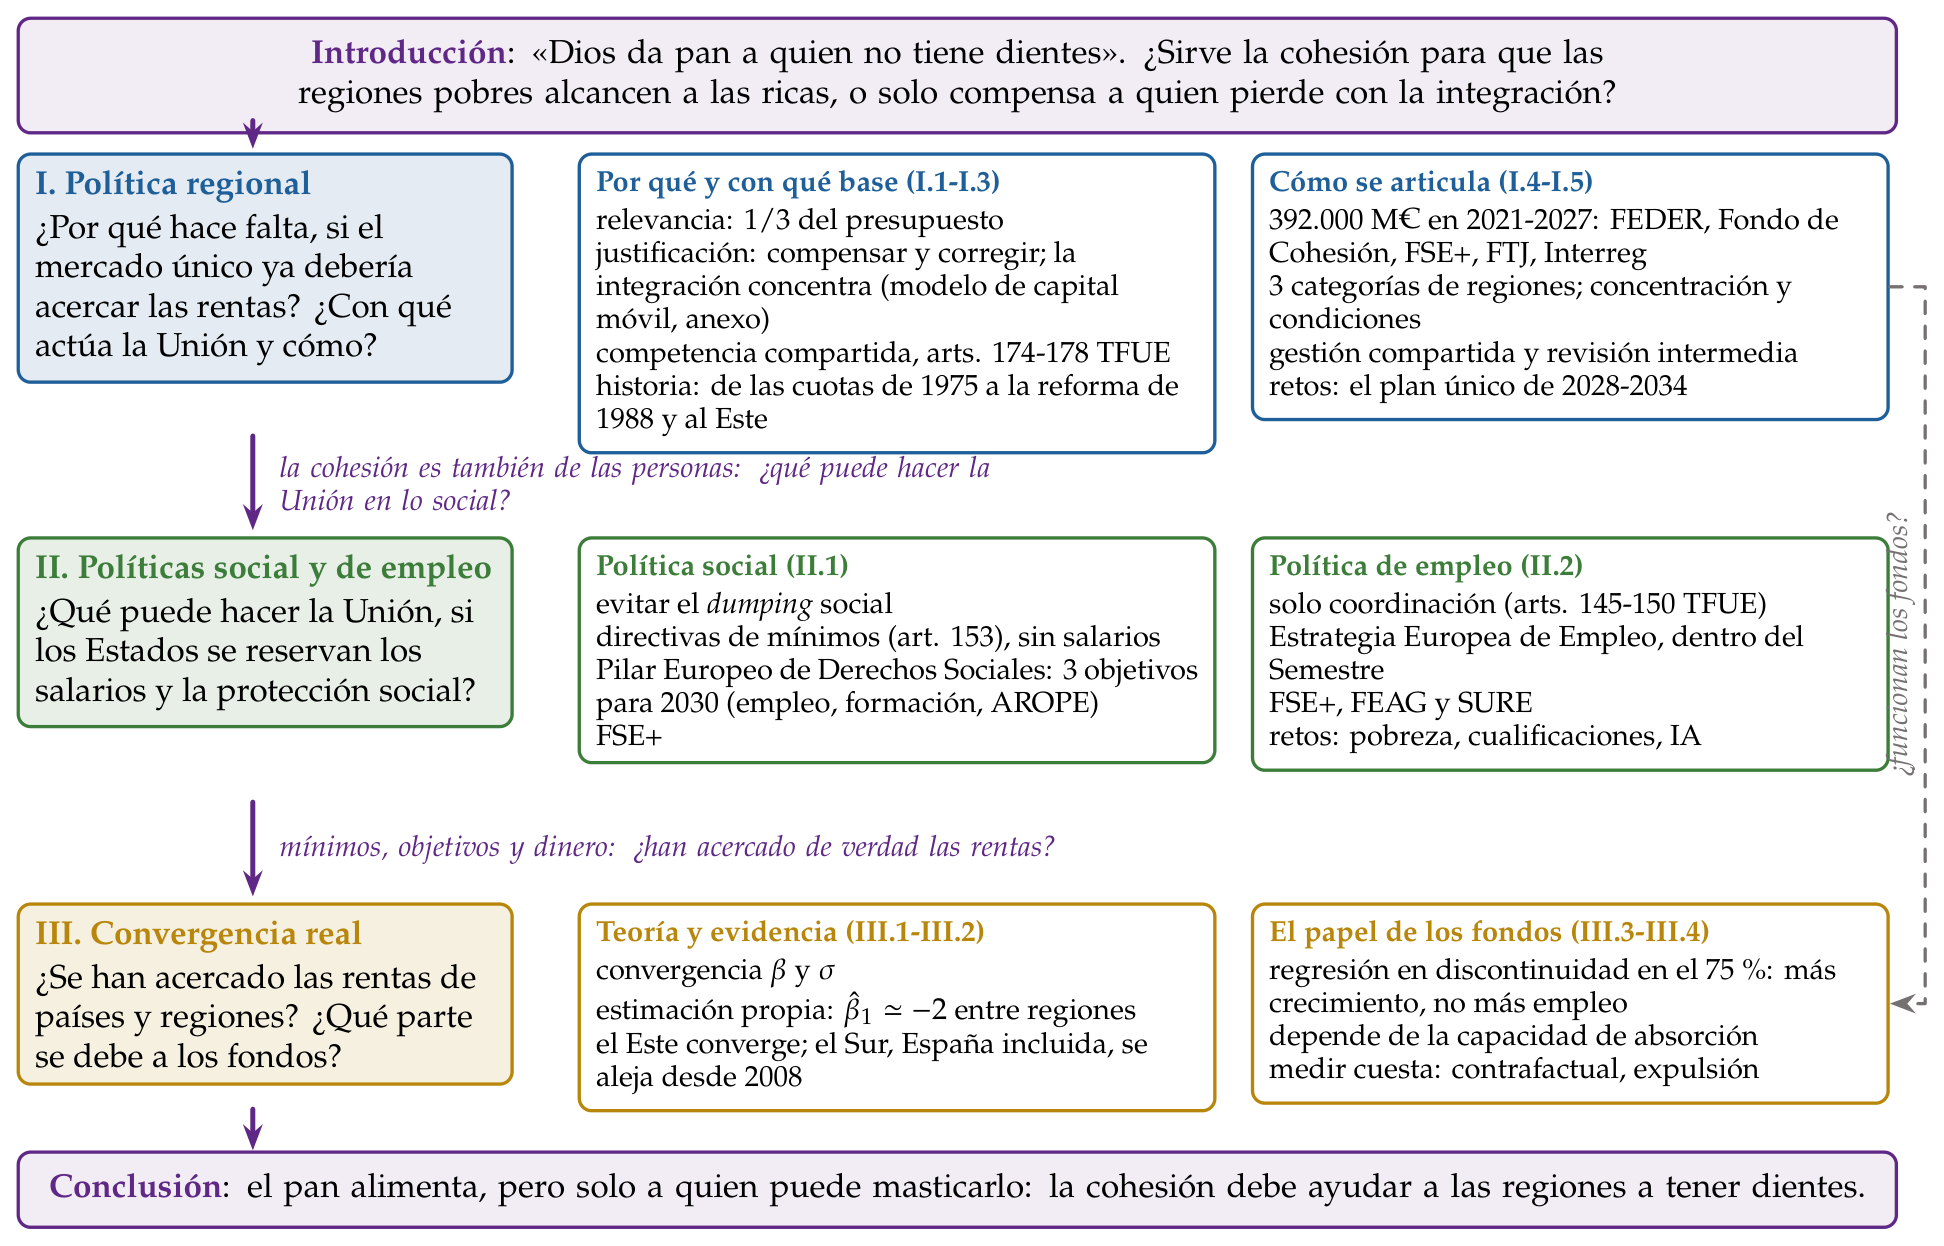 Introducción: «Dios da pan a quien no tiene dientes». ¿Sirve la cohesión para que las
regiones pobres alcancen a las ricas, o solo compensa a quien pierde con la integración?
I. Política regional
¿Por qué hace falta, si el
mercado único ya debería
acercar las rentas? ¿Con qué
actúa la Unión y cómo?
Por qué y con qué base (I.1-I.3)
relevancia: 1/3 del presupuesto
justificación: compensar y corregir; la
integración concentra (modelo de capital
móvil, anexo)
competencia compartida, arts. 174-178 TFUE
historia: de las cuotas de 1975 a la reforma de
1988 y al Este
Cómo se articula (I.4-I.5)
392.000 M€ en 2021-2027: FEDER, Fondo de
Cohesión, FSE+, FTJ, Interreg
3 categorías de regiones; concentración y
condiciones
gestión compartida y revisión intermedia
retos: el plan único de 2028-2034
la cohesión es también de las personas: ¿qué puede hacer la
Unión en lo social?
II. Políticas social y de empleo
¿Qué puede hacer la Unión, si
los Estados se reservan los
salarios y la protección social?
Política social (II.1)
evitar el dumping social
directivas de mínimos (art. 153), sin salarios
Pilar Europeo de Derechos Sociales: 3 objetivos
para 2030 (empleo, formación, AROPE)
FSE+
Política de empleo (II.2)
solo coordinación (arts. 145-150 TFUE)
Estrategia Europea de Empleo, dentro del
Semestre
FSE+, FEAG y SURE
retos: pobreza, cualificaciones, IA
¿funcionan los fondos?
mínimos, objetivos y dinero: ¿han acercado de verdad las rentas?
III. Convergencia real
¿Se han acercado las rentas de
países y regiones? ¿Qué parte
se debe a los fondos?
Teoría y evidencia (III.1-III.2)
convergencia β y σ
estimación propia: β̂₁ ≃ −2 entre regiones
el Este converge; el Sur, España incluida, se
aleja desde 2008
El papel de los fondos (III.3-III.4)
regresión en discontinuidad en el 75 %: más
crecimiento, no más empleo
depende de la capacidad de absorción
medir cuesta: contrafactual, expulsión
Conclusión: el pan alimenta, pero solo a quien puede masticarlo: la cohesión debe ayudar a las regiones a tener dientes.